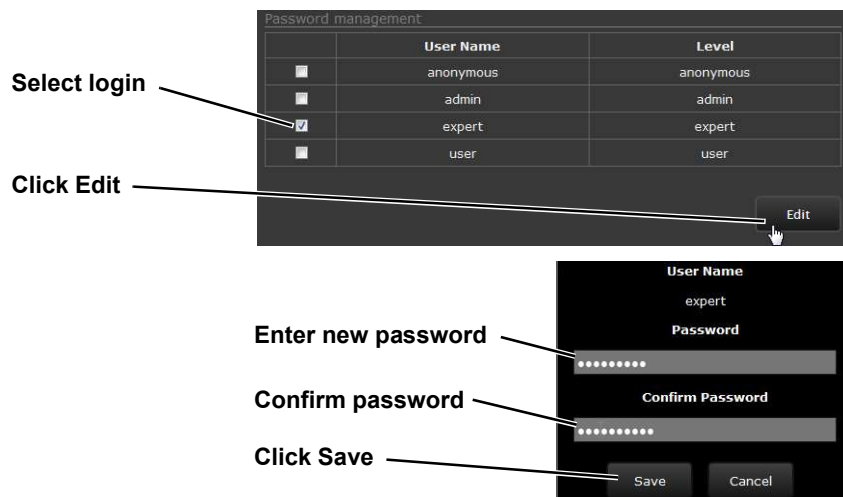 Password management
User Name Level
Select login
anonymous anonymous
admin admin
expert expert
user user
Click Edit
Edit
User Name
expert
Enter new password
Password
•••••••••
Confirm password
Confirm Password
••••••••••
Click Save
Save Cancel